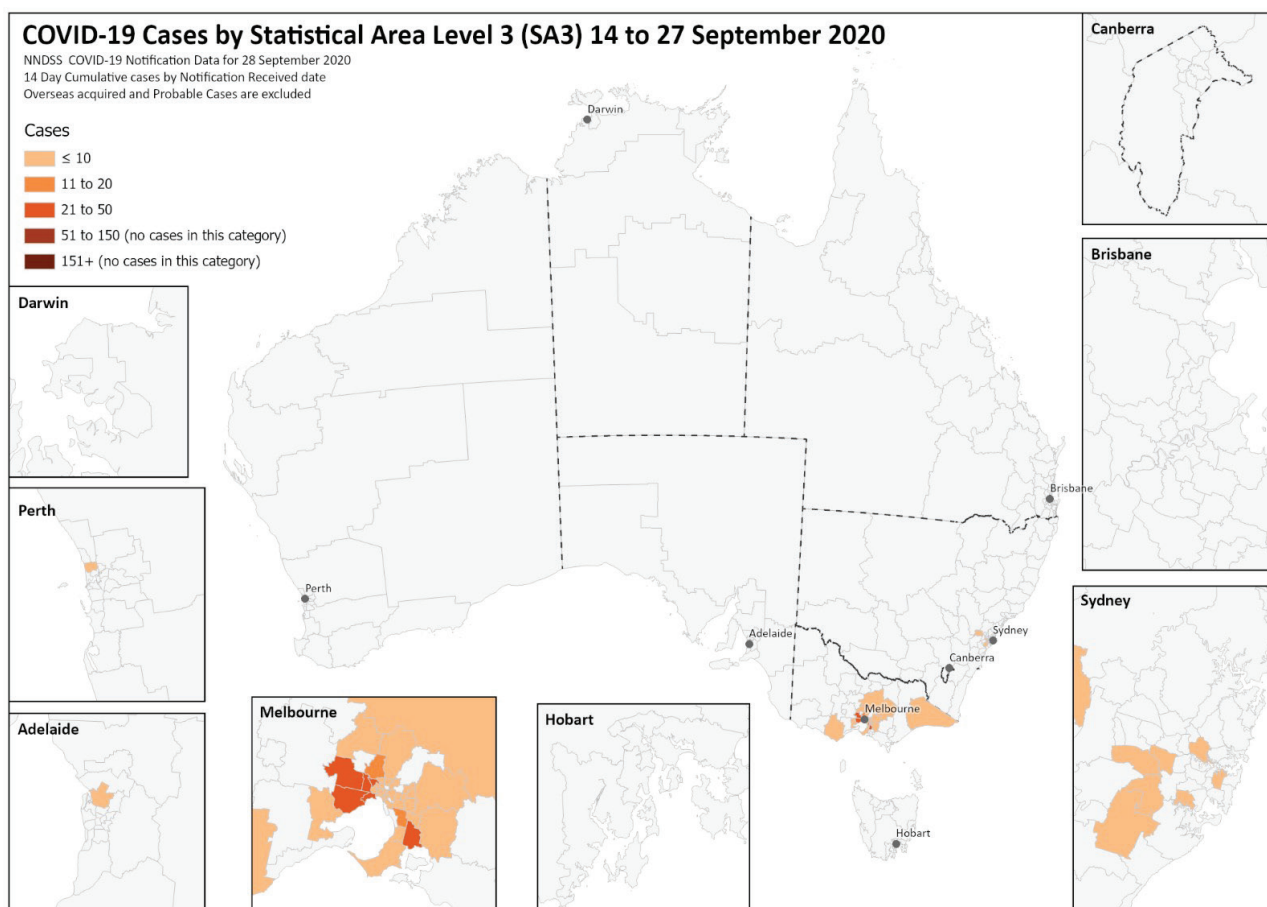 COVID-19 Cases by Statistical Area Level 3 (SA3) 14 to 27 September 2020
NNDSS COVID-19 Notification Data for 28 September 2020
14 Day Cumulative cases by Notification Received date
Overseas acquired and Probable Cases are excluded
Cases
≤ 10
11 to 20
21 to 50
51 to 150 (no cases in this category)
151+ (no cases in this category)
Darwin
Canberra
Brisbane
Darwin
Perth
Brisbane
Perth
Adelaide
Sydney
Canberra
Melbourne
Hobart
Sydney
Adelaide
Melbourne
Hobart